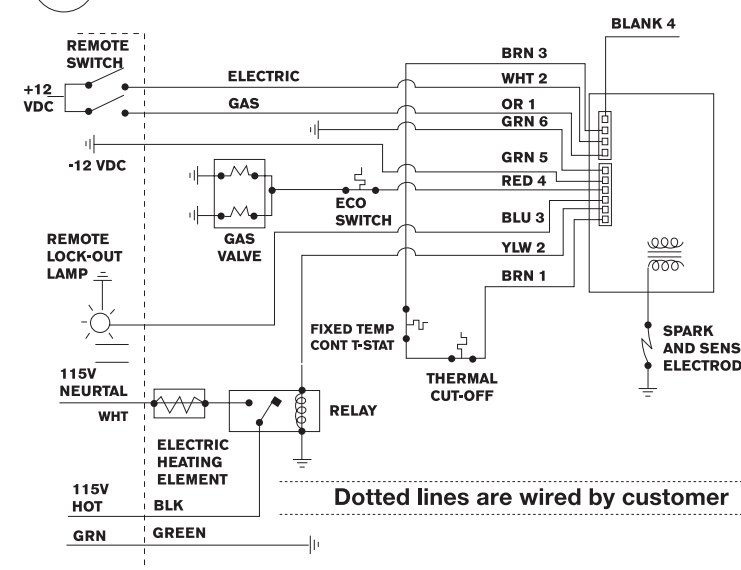 BLANK 4
REMOTE
SWITCH
BRN 3
+12
VDC
ELECTRIC
WHT 2
GAS
OR 1
GRN 6
-12 VDC
GRN 5
RED 4
ECO
SWITCH
BLU 3
GAS
VALVE
REMOTE
LOCK-OUT
LAMP
YLW 2
BRN 1
FIXED TEMP
CONT T-STAT
SPARK
AND SENS
ELECTROD
THERMAL
CUT-OFF
115V
NEURTAL
WHT
RELAY
ELECTRIC
HEATING
ELEMENT
115V
HOT
BLK
Dotted lines are wired by customer
GRN
GREEN